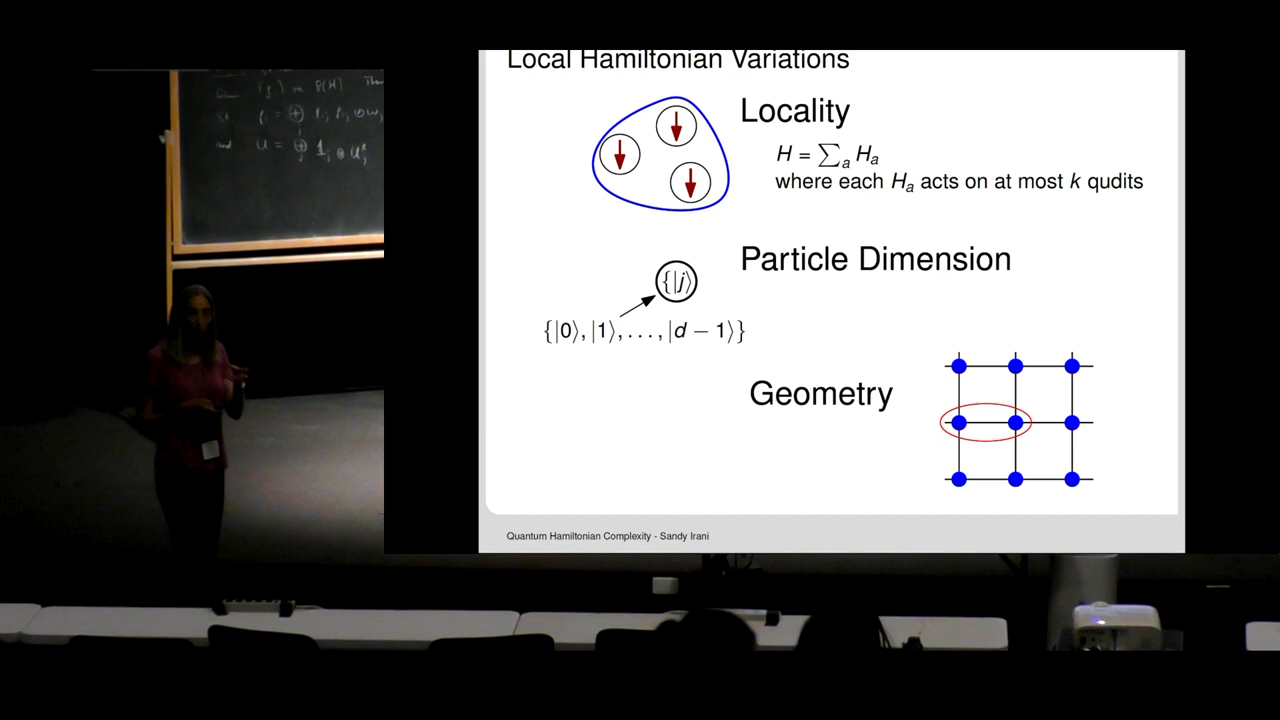 Local Hamiltonian Variations
Locality
H = ∑ₐ Hₐ
where each Hₐ acts on at most k qudits
Particle Dimension
{|j⟩
{|0⟩, |1⟩, . . . , |d − 1⟩}
Geometry
Quantum Hamiltonian Complexity - Sandy Irani